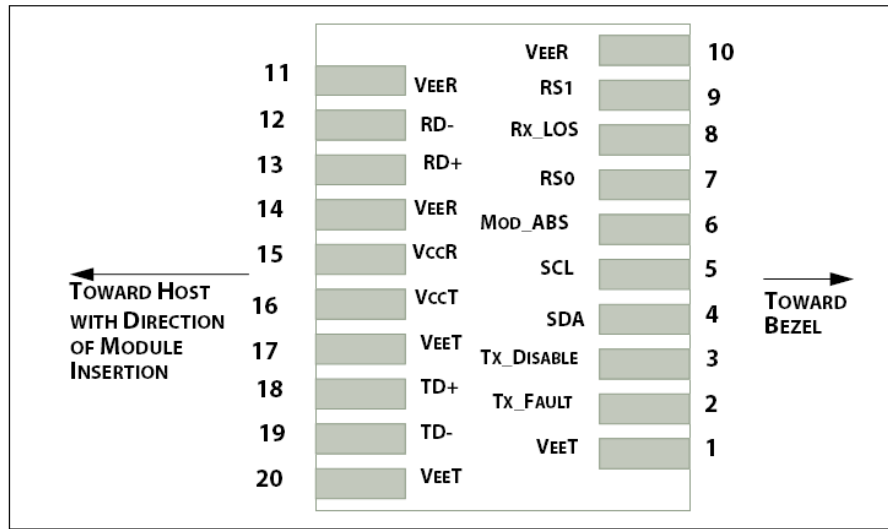 11 VEER
12 RD-
13 RD+
14 VEER
15 VCCR
16 VCCT
17 VEET
18 TD+
19 TD-
20 VEET
VEER 10
RS1 9
RX_LOS 8
RS0 7
MOD_ABS 6
SCL 5
SDA 4
TX_DISABLE 3
TX_FAULT 2
VEET 1
TOWARD HOST
WITH DIRECTION
OF MODULE
INSERTION
TOWARD
BEZEL